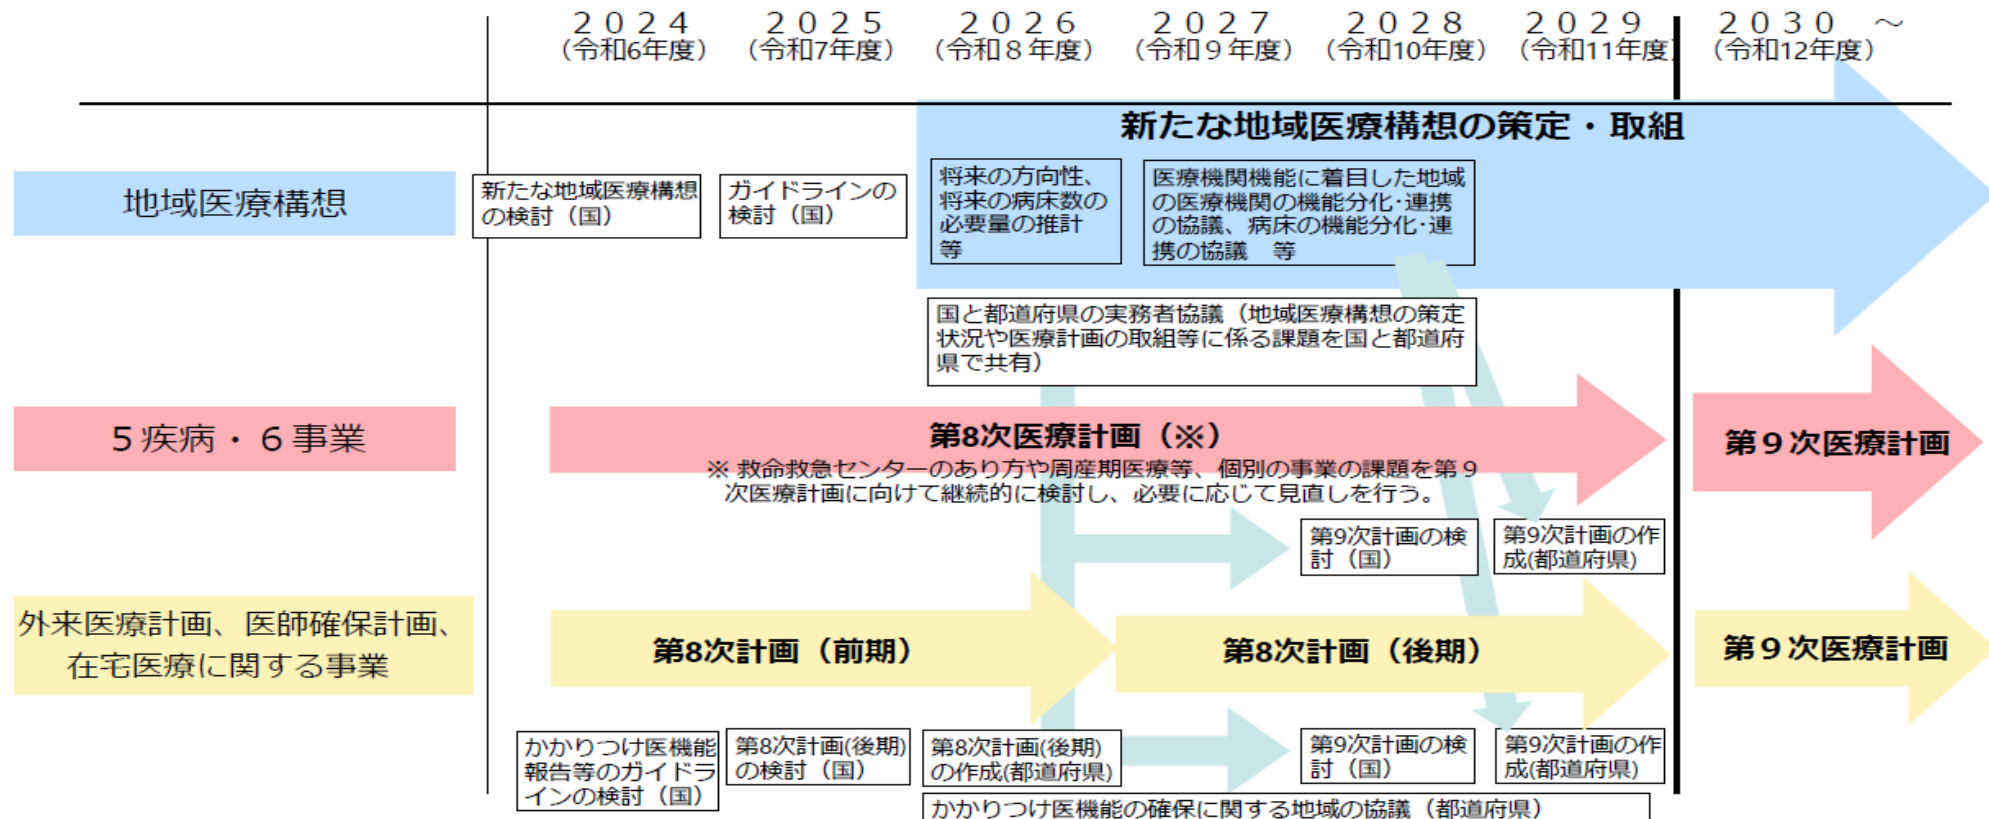 ２０２４
（令和6年度）
２０２５
（令和7年度）
２０２６
（令和８年度）
２０２７
（令和９年度）
２０２８
（令和10年度）
２０２９
（令和11年度）
２０３０　～
（令和12年度）
新たな地域医療構想の策定・取組
地域医療構想
新たな地域医療構想
の検討（国）
ガイドラインの
検討（国）
将来の方向性、
将来の病床数の
必要量の推計
等
医療機関機能に着目した地域
の医療機関の機能分化･連携
の協議、病床の機能分化･連
携の協議　等
国と都道府県の実務者協議（地域医療構想の策定
状況や医療計画の取組等に係る課題を国と都道府
県で共有）
５疾病・６事業
第8次医療計画（※）
※ 救命救急センターのあり方や周産期医療等、個別の事業の課題を第９
次医療計画に向けて継続的に検討し、必要に応じて見直しを行う。
第９次医療計画
第9次計画の検
討（国）
第9次計画の作
成(都道府県)
外来医療計画、医師確保計画、
在宅医療に関する事業
第8次計画（前期）
第8次計画（後期）
第９次医療計画
かかりつけ医機能
報告等のガイドラ
インの検討（国）
第8次計画(後期)
の検討（国）
第8次計画(後期)
の作成(都道府県)
第9次計画の検
討（国）
第9次計画の作
成(都道府県)
かかりつけ医機能の確保に関する地域の協議（都道府県）